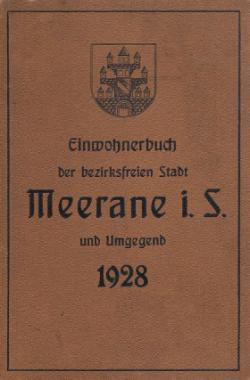 Einwohnerbuch
der bezirksfreien Stadt
Meerane i. S.
und Umgegend
1928